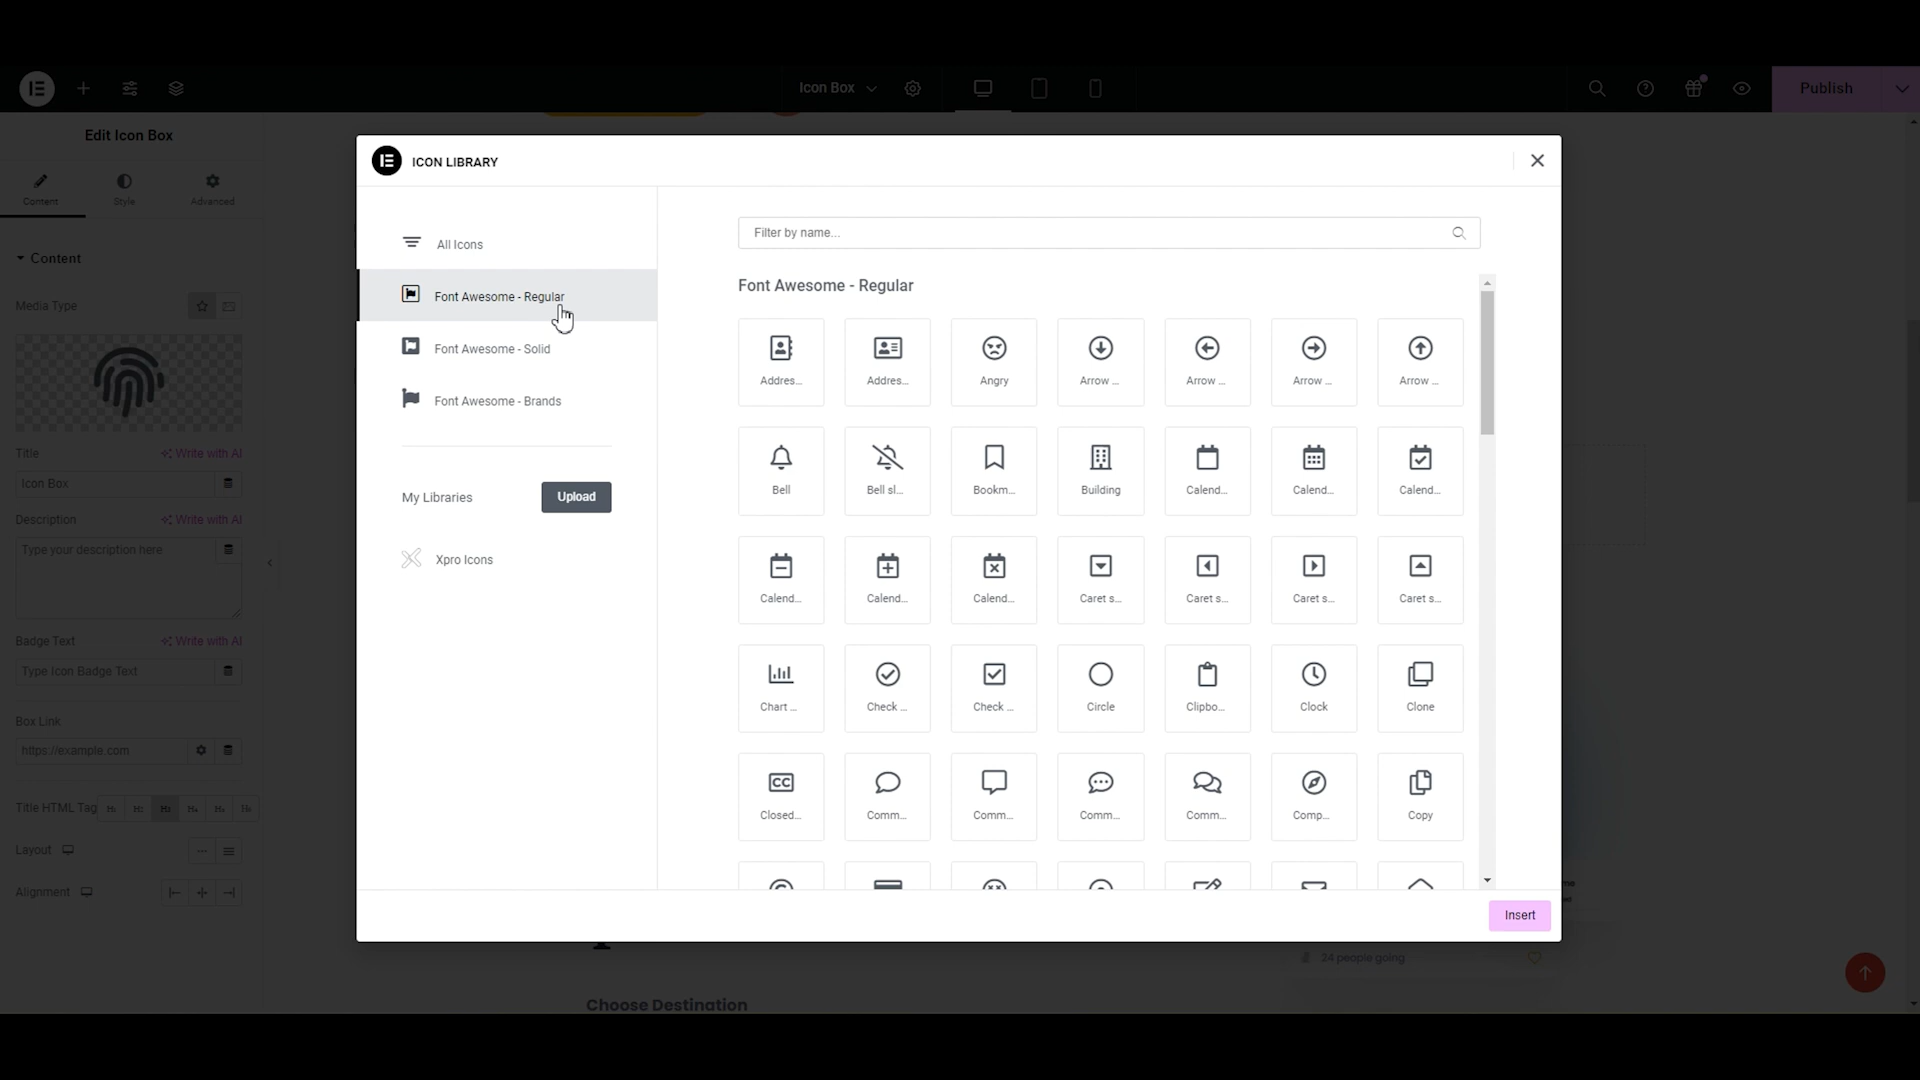 Icon Box
Publish
Edit Icon Box
Content
Style
Advanced
Content
Media Type
Title
Write with AI
Icon Box
Description
Write with AI
Type your description here
Badge Text
Write with AI
Type Icon Badge Text
Box Link
https://example.com
Title HTML Tag
Layout
Alignment
ICON LIBRARY
All Icons
Font Awesome - Regular
Font Awesome - Solid
Font Awesome - Brands
My Libraries
Upload
Xpro Icons
Filter by name...
Font Awesome - Regular
Addres... Addres... Angry Arrow ... Arrow ... Arrow ... Arrow ...
Bell Bell sl... Bookm... Building Calend... Calend... Calend...
Calend... Calend... Calend... Caret s... Caret s... Caret s... Caret s...
Chart ... Check ... Check ... Circle Clipbo... Clock Clone
CC
Closed... Comm... Comm... Comm... Comm... Comp... Copy
Insert
24 people going
Choose Destination